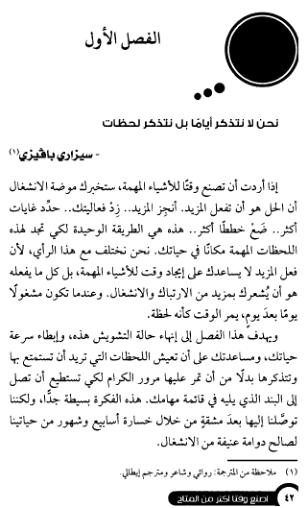 الفصل الأول
نحن لا نتذكر أيامًا بل نتذكر لحظات
- سيزاري بافيزي(١)
إذا أردت أن تصنع وقتًا للأشياء المهمة، ستخبرك موضة الانشغال
أن الحل هو أن تفعل المزيد. أنجِز المزيد.. زِدْ فعاليتك.. حدِّد غايات
أكثر.. ضَعْ خططًا أكثر.. هذه هي الطريقة الوحيدة لكي تجد لهذه
اللحظات المهمة مكانًا في حياتك. نحن نختلف مع هذا الرأي، لأن
فعل المزيد لا يساعدك على إيجاد وقت للأشياء المهمة، بل كل ما يفعله
هو أن يُشعرك بمزيد من الارتباك والانشغال. وعندما تكون مشغولًا
يومًا بعدَ يومٍ، يمر الوقت كأنه لحظة.
ويهدف هذا الفصل إلى إنهاء حالة التشويش هذه، وإبطاء سرعة
حياتك، ومساعدتك على أن تعيش اللحظات التي تريد أن تستمتع بها
وتتذكرها بدلًا من أن تمر عليها مرور الكرام لكي تستطيع أن تصل
إلى البند الذي يليه في قائمة مهامك. هذه الفكرة بسيطة جدًّا، ولكننا
توصَّلنا إليها بعدَ مشقةٍ من خلال خسارة أسابيع وشهور من حياتينا
لصالح دوامة عنيفة من الانشغال.
(١) ملاحظة من المترجمة: روائي وشاعر ومترجم إيطالي.
٤٢ اصنع وقتا أكثر من المتاح